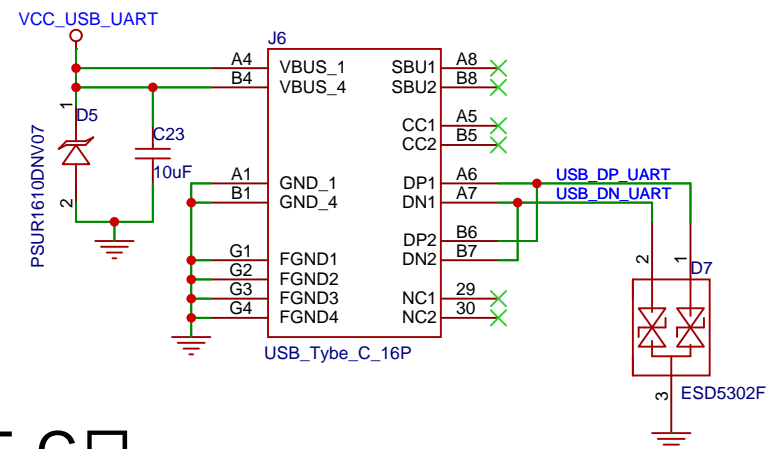 VCC_USB_UART
J6
A4 VBUS_1 SBU1 A8
B4 VBUS_4 SBU2 B8
1
D5
PSUR1610DNV07
2
C23
10uF
CC1 A5
CC2 B5
A1 GND_1 DP1 A6 USB_DP_UART
B1 GND_4 DN1 A7 USB_DN_UART
DP2 B6
G1 FGND1 DN2 B7
G2 FGND2
G3 FGND3 NC1 29
G4 FGND4 NC2 30
USB_Tybe_C_16P
2
1
D7
3
ESD5302F
C口